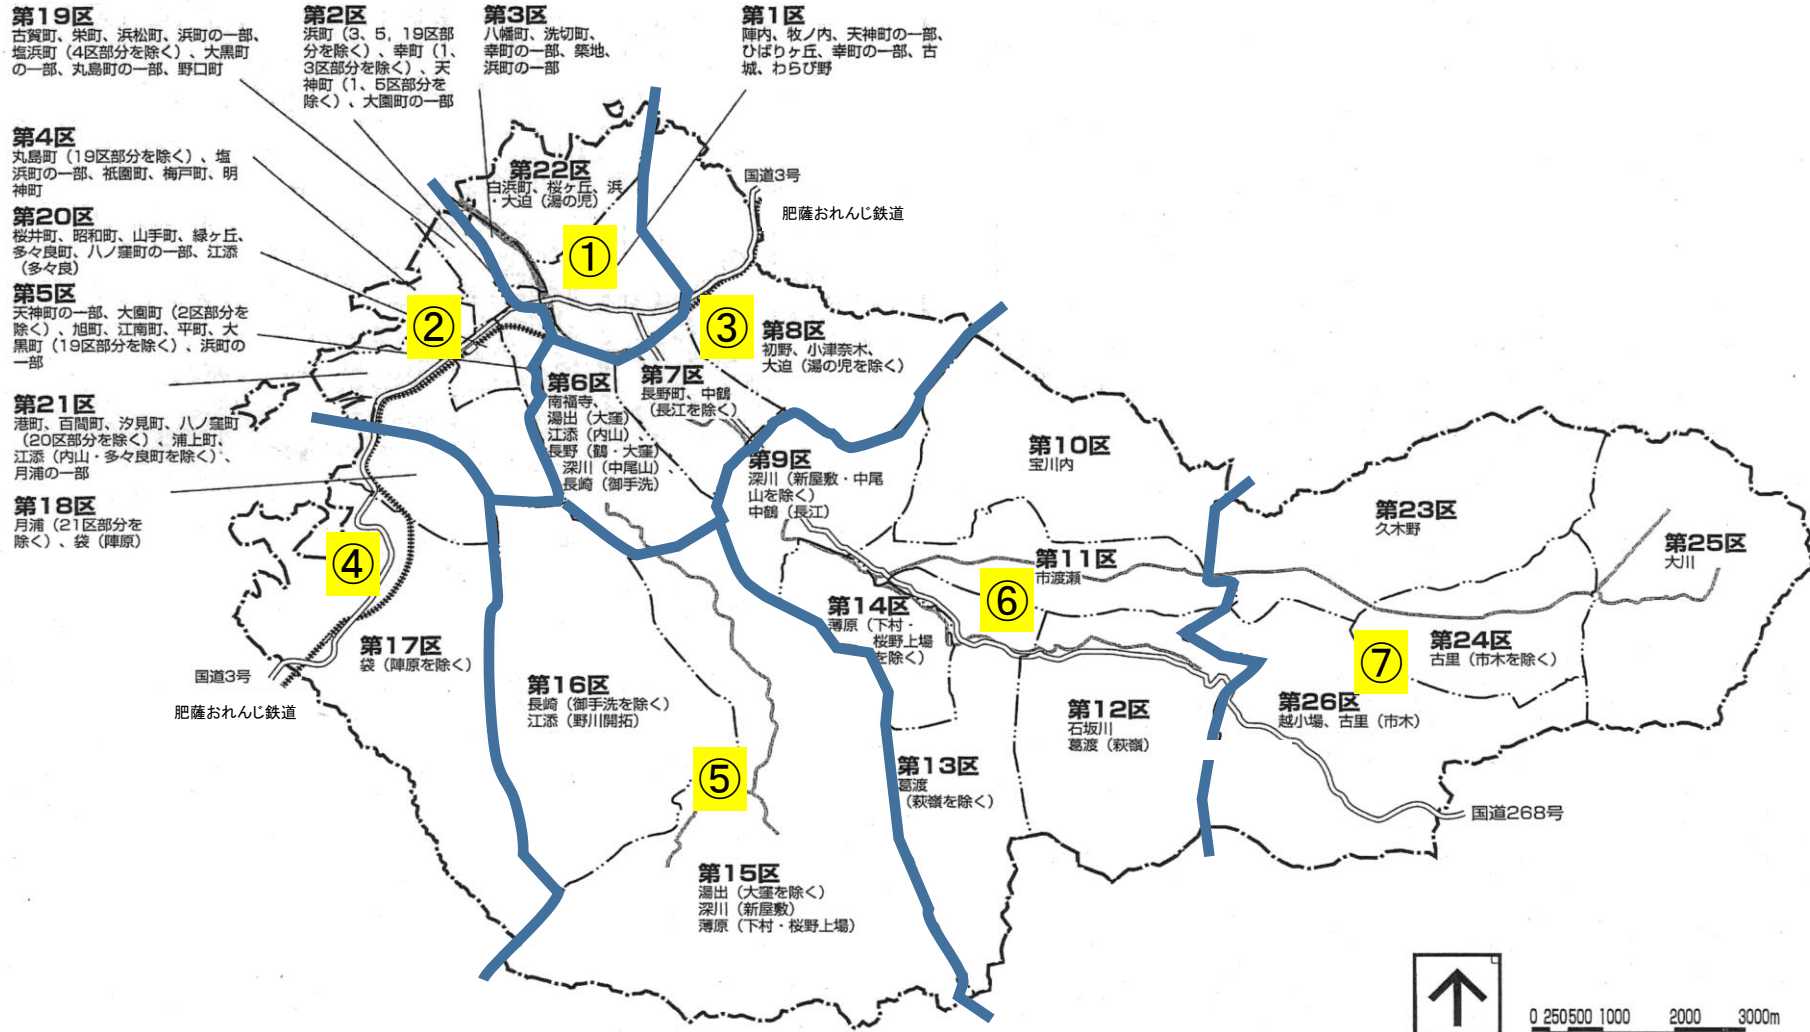 第19区
古賀町、栄町、浜松町、浜町の一部、
塩浜町（4区部分を除く）、大黒町
の一部、丸島町の一部、野口町
第2区
浜町（3、5，19区部
分を除く）、幸町（1、
3区部分を除く）、天
神町（1、5区部分を
除く）、大園町の一部
第3区
八幡町、洗切町、
幸町の一部、築地、
浜町の一部
第1区
陣内、牧ノ内、天神町の一部、
ひばりヶ丘、幸町の一部、古
城、わらび野
第4区
丸島町（19区部分を除く）、塩
浜町の一部、祇園町、梅戸町、明
神町
第20区
桜井町、昭和町、山手町、緑ヶ丘、
多々良町、八ノ窪町の一部、江添
（多々良）
第5区
天神町の一部、大園町（2区部分を
除く）、旭町、江南町、平町、大
黒町（19区部分を除く）、浜町の
一部
第21区
港町、百間町、汐見町、八ノ窪町
（20区部分を除く）、浦上町、
江添（内山・多々良町を除く）、
月浦の一部
第18区
月浦（21区部分を
除く）、袋（陣原）
第22区
白浜町、桜ヶ丘、浜
・大迫（湯の児）
国道3号
肥薩おれんじ鉄道
①
②
③
第8区
初野、小津奈木、
大迫（湯の児を除く）
第7区
長野町、中鶴
（長江を除く）
第6区
南福寺、
湯出（大窪）
江添（内山）、
長野（鶴・大窪）
深川（中尾山）、
長崎（御手洗）
第9区
深川（新屋敷・中尾
山を除く）
中鶴（長江）
第10区
宝川内
第23区
久木野
第25区
大川
第11区
市渡瀬
④
⑥
第14区
薄原（下村・
桜野上場
を除く）
第24区
古里（市木を除く）
⑦
第17区
袋（陣原を除く）
国道3号
肥薩おれんじ鉄道
第16区
長崎（御手洗を除く）
江添（野川開拓）
第12区
石坂川
葛渡（萩嶺）
第26区
越小場、古里（市木）
⑤
第13区
葛渡
（萩嶺を除く）
国道268号
第15区
湯出（大窪を除く）
深川（新屋敷）
薄原（下村・桜野上場）
0 250500 1000 2000 3000m